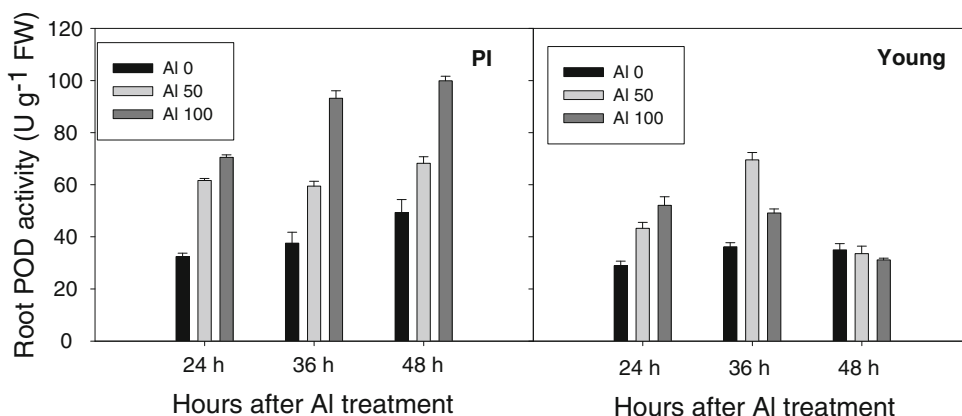 Root POD activity (U g⁻¹ FW)
120
100
80
60
40
20
0
Al 0
Al 50
Al 100
PI
24 h
36 h
48 h
Hours after Al treatment
Al 0
Al 50
Al 100
Young
24 h
36 h
48 h
Hours after Al treatment